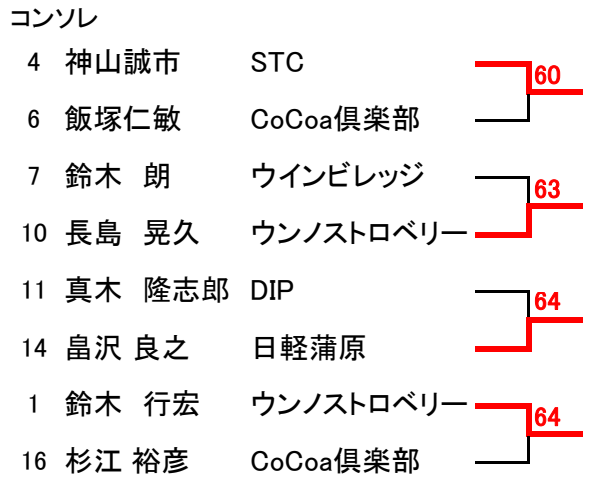 コンソレ
4 神山誠市 STC 60
6 飯塚仁敏 CoCoa倶楽部
7 鈴木　朗 ウインビレッジ 63
10 長島　晃久 ウンノストロベリー
11 真木　隆志郎 DIP 64
14 畠沢 良之 日軽蒲原
1 鈴木　行宏 ウンノストロベリー 64
16 杉江 裕彦 CoCoa倶楽部